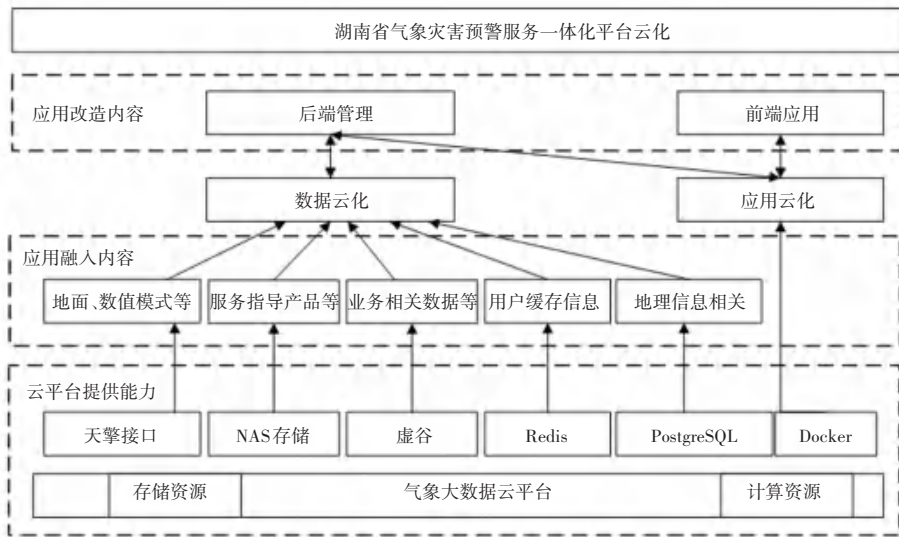 湖南省气象灾害预警服务一体化平台云化
应用改造内容
后端管理
前端应用
数据云化
应用云化
应用融入内容
地面、数值模式等
服务指导产品等
业务相关数据等
用户缓存信息
地理信息相关
云平台提供能力
天擎接口
NAS存储
虚谷
Redis
PostgreSQL
Docker
存储资源
气象大数据云平台
计算资源